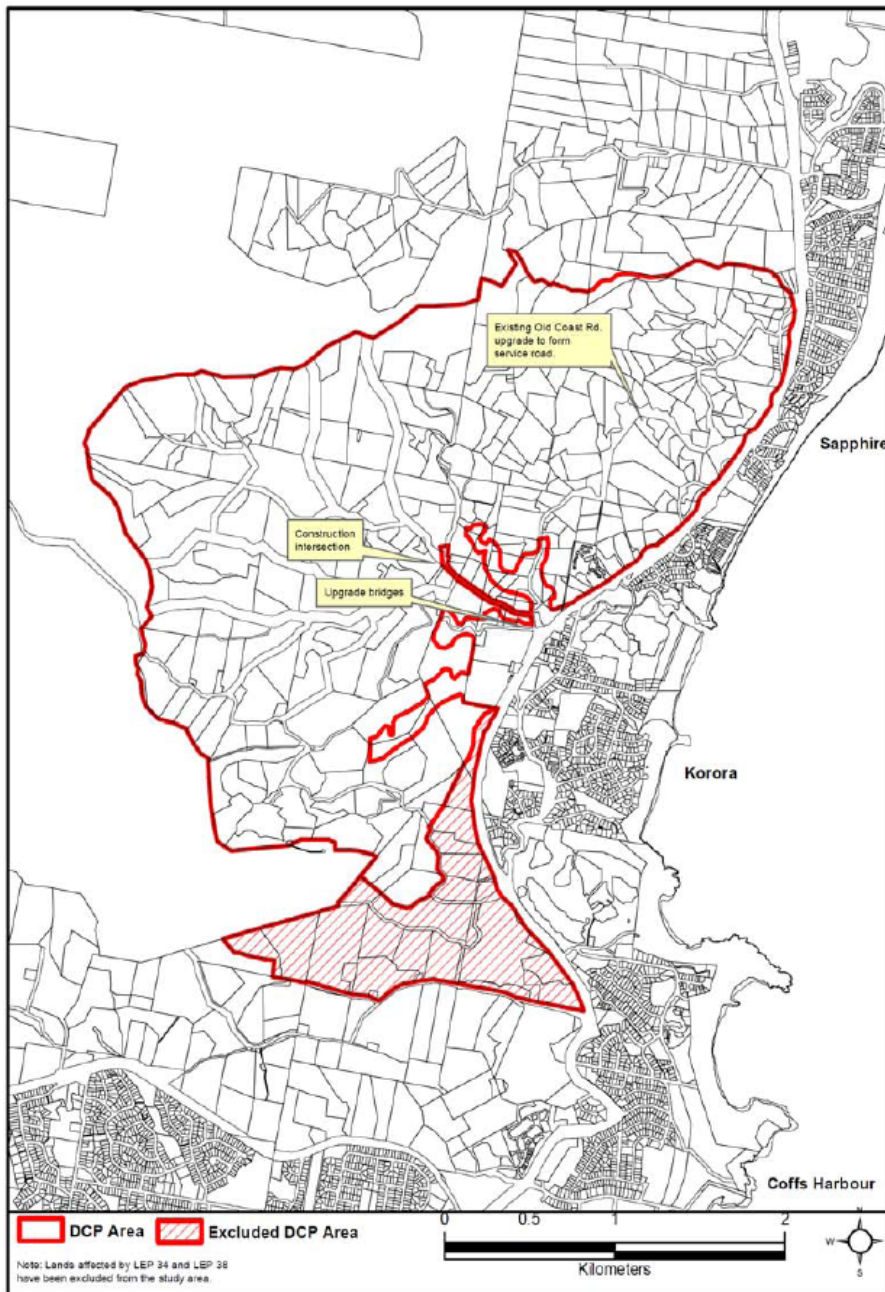 Existing Old Coast Rd,
upgrade to form
service road.
Sapphire
Construction
intersection
Upgrade bridges
Korora
Coffs Harbour
DCP Area
Excluded DCP Area
Note: Lands affected by LEP 34 and LEP 38
have been excluded from the study area.
0 0.5 1 2
Kilometers
N
W
S